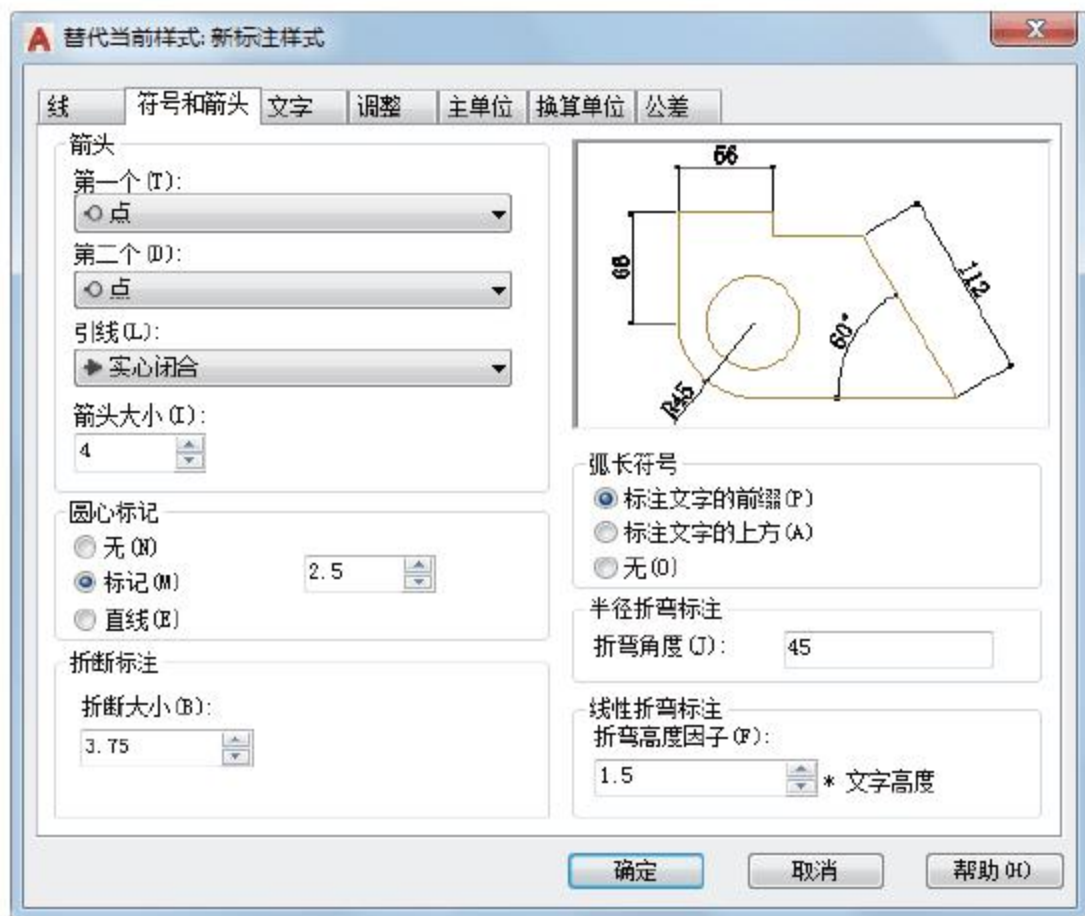 替代当前样式: 新标注样式
线 符号和箭头 文字 调整 主单位 换算单位 公差
箭头
第一个(T):
点
第二个(D):
点
引线(L):
实心闭合
箭头大小(I):
4
圆心标记
无(N)
标记(M)
2.5
直线(E)
折断标注
折断大小(B):
3.75
66
68
112
60°
R45
弧长符号
标注文字的前缀(P)
标注文字的上方(A)
无(O)
半径折弯标注
折弯角度(J): 45
线性折弯标注
折弯高度因子(F):
1.5 * 文字高度
确定 取消 帮助(H)